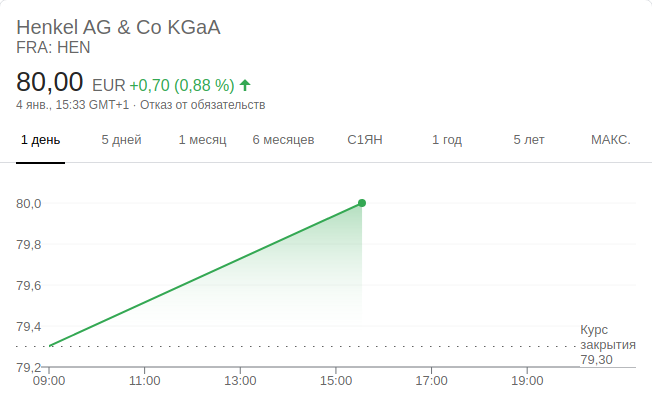 Henkel AG & Co KGaA
FRA: HEN
80,00 EUR +0,70 (0,88 %)
4 янв., 15:33 GMT+1 · Отказ от обязательств
1 день 5 дней 1 месяц 6 месяцев С1ЯН 1 год 5 лет МАКС.
80,0
79,8
79,6
79,4
Курс
закрытия
79,30
79,2
09:00 11:00 13:00 15:00 17:00 19:00